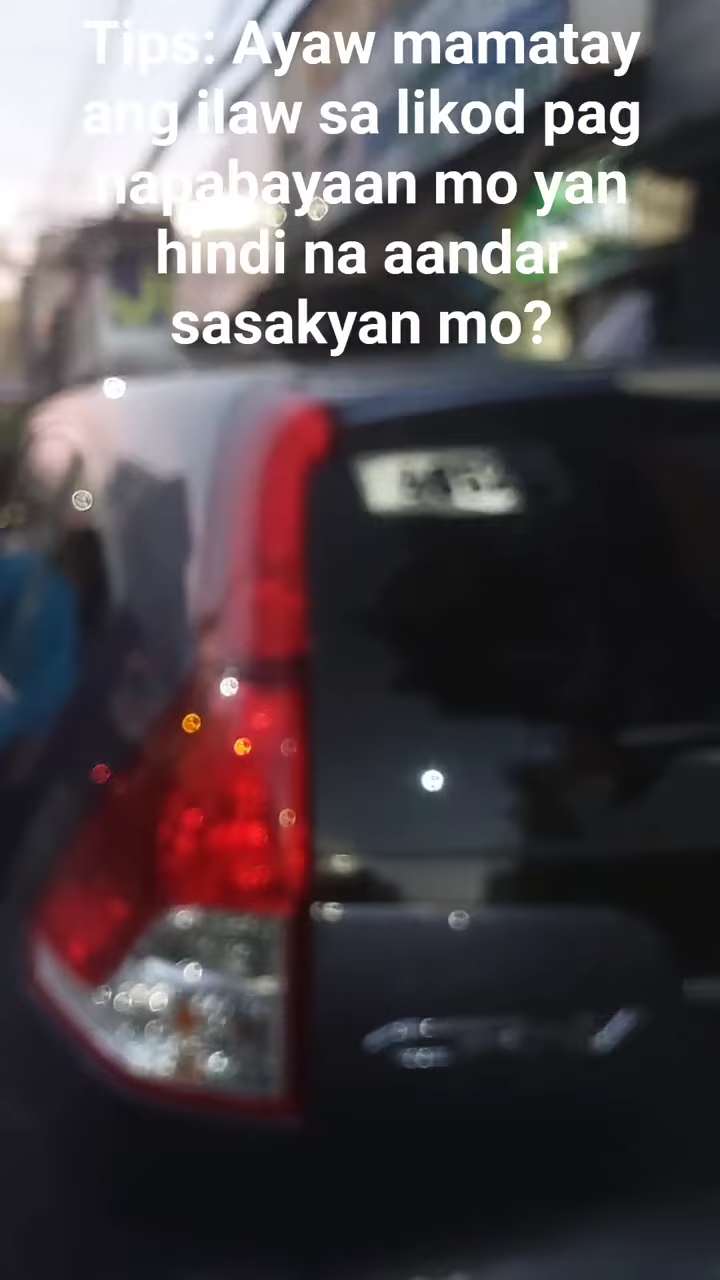 Tips: Ayaw mamatay
ang ilaw sa likod pag
napabayaan mo yan
hindi na aandar
sasakyan mo?